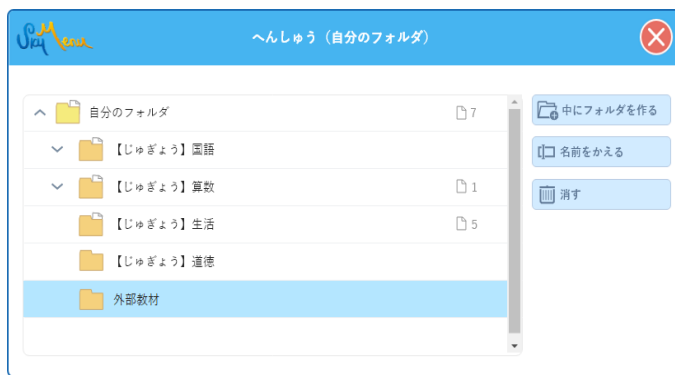 Sky Menu
へんしゅう（自分のフォルダ）
自分のフォルダ 7
【じゅぎょう】国語
【じゅぎょう】算数 1
【じゅぎょう】生活 5
【じゅぎょう】道徳
外部教材
中にフォルダを作る
名前をかえる
消す